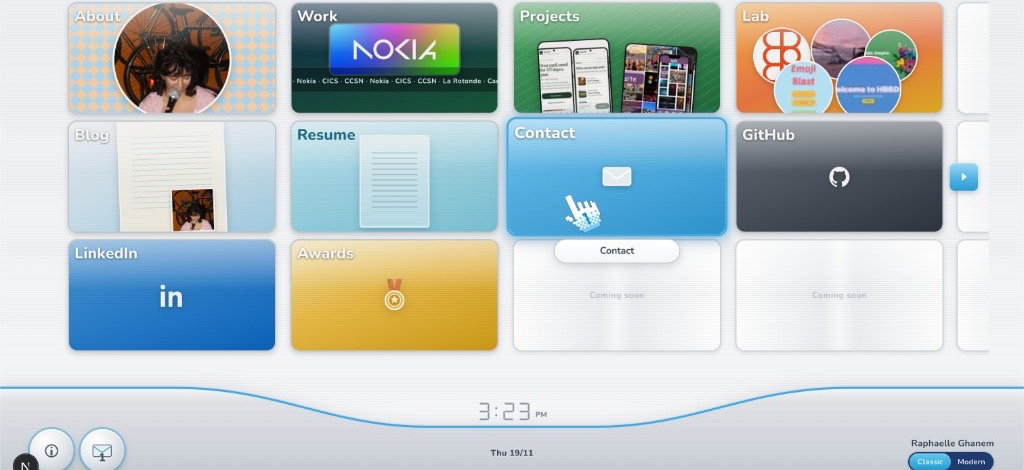 About
Work
NOKIA
- Nokia - CICS - CCSN - Nokia - CICS - CCSN - La Rotonde - Ca
Projects
Lab
Emoji
Blast
elcome to HBBD
Blog
Resume
Contact
GitHub
Contact
LinkedIn
in
Awards
Coming soon
Coming soon
3:23 PM
Thu 19/11
1
N
Raphaelle Ghanem
Classic
Modern